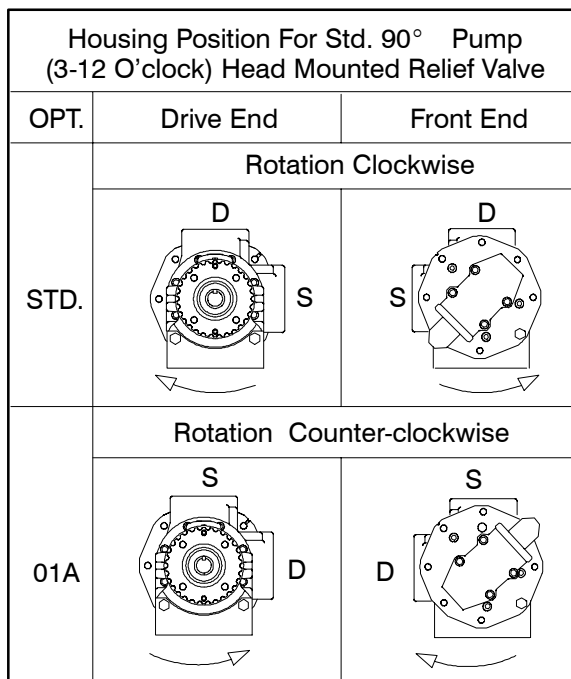 Housing Position For Std. 90° Pump
(3-12 O'clock) Head Mounted Relief Valve
OPT. Drive End Front End
Rotation Clockwise
D D
STD. S S
Rotation Counter-clockwise
S S
01A D D